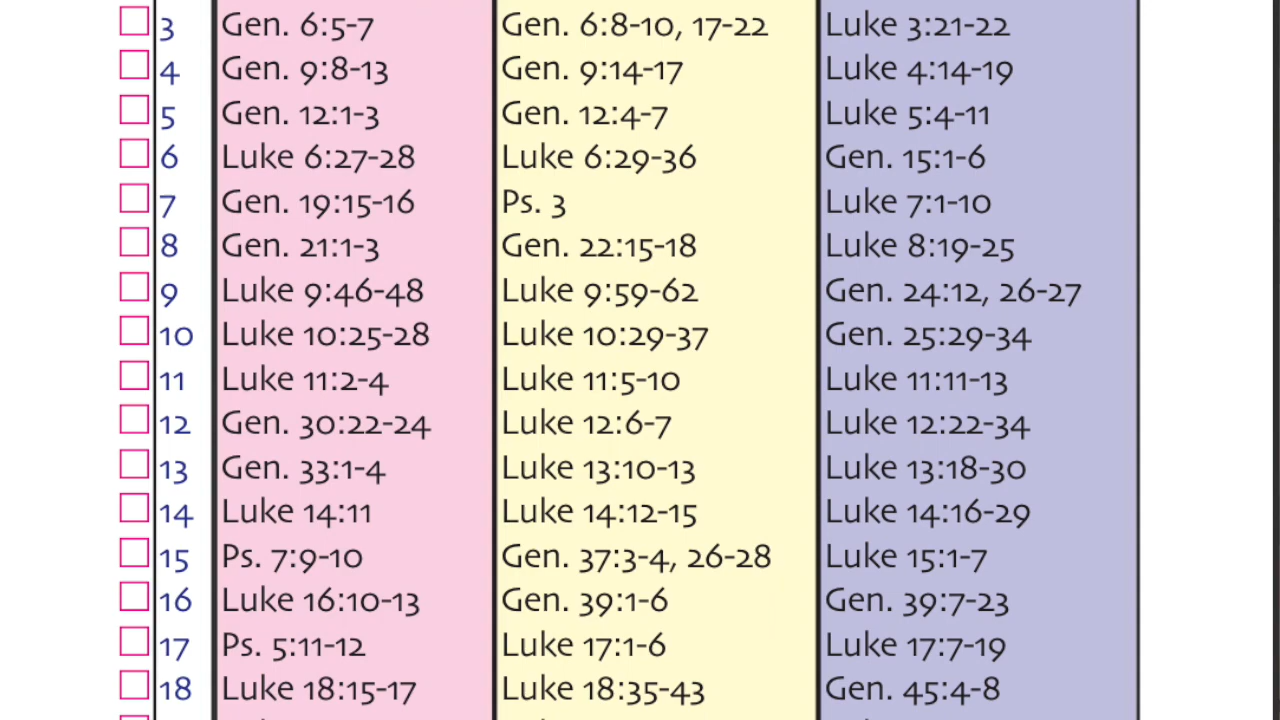 3 Gen. 6:5-7 Gen. 6:8-10, 17-22 Luke 3:21-22
4 Gen. 9:8-13 Gen. 9:14-17 Luke 4:14-19
5 Gen. 12:1-3 Gen. 12:4-7 Luke 5:4-11
6 Luke 6:27-28 Luke 6:29-36 Gen. 15:1-6
7 Gen. 19:15-16 Ps. 3 Luke 7:1-10
8 Gen. 21:1-3 Gen. 22:15-18 Luke 8:19-25
9 Luke 9:46-48 Luke 9:59-62 Gen. 24:12, 26-27
10 Luke 10:25-28 Luke 10:29-37 Gen. 25:29-34
11 Luke 11:2-4 Luke 11:5-10 Luke 11:11-13
12 Gen. 30:22-24 Luke 12:6-7 Luke 12:22-34
13 Gen. 33:1-4 Luke 13:10-13 Luke 13:18-30
14 Luke 14:11 Luke 14:12-15 Luke 14:16-29
15 Ps. 7:9-10 Gen. 37:3-4, 26-28 Luke 15:1-7
16 Luke 16:10-13 Gen. 39:1-6 Gen. 39:7-23
17 Ps. 5:11-12 Luke 17:1-6 Luke 17:7-19
18 Luke 18:15-17 Luke 18:35-43 Gen. 45:4-8